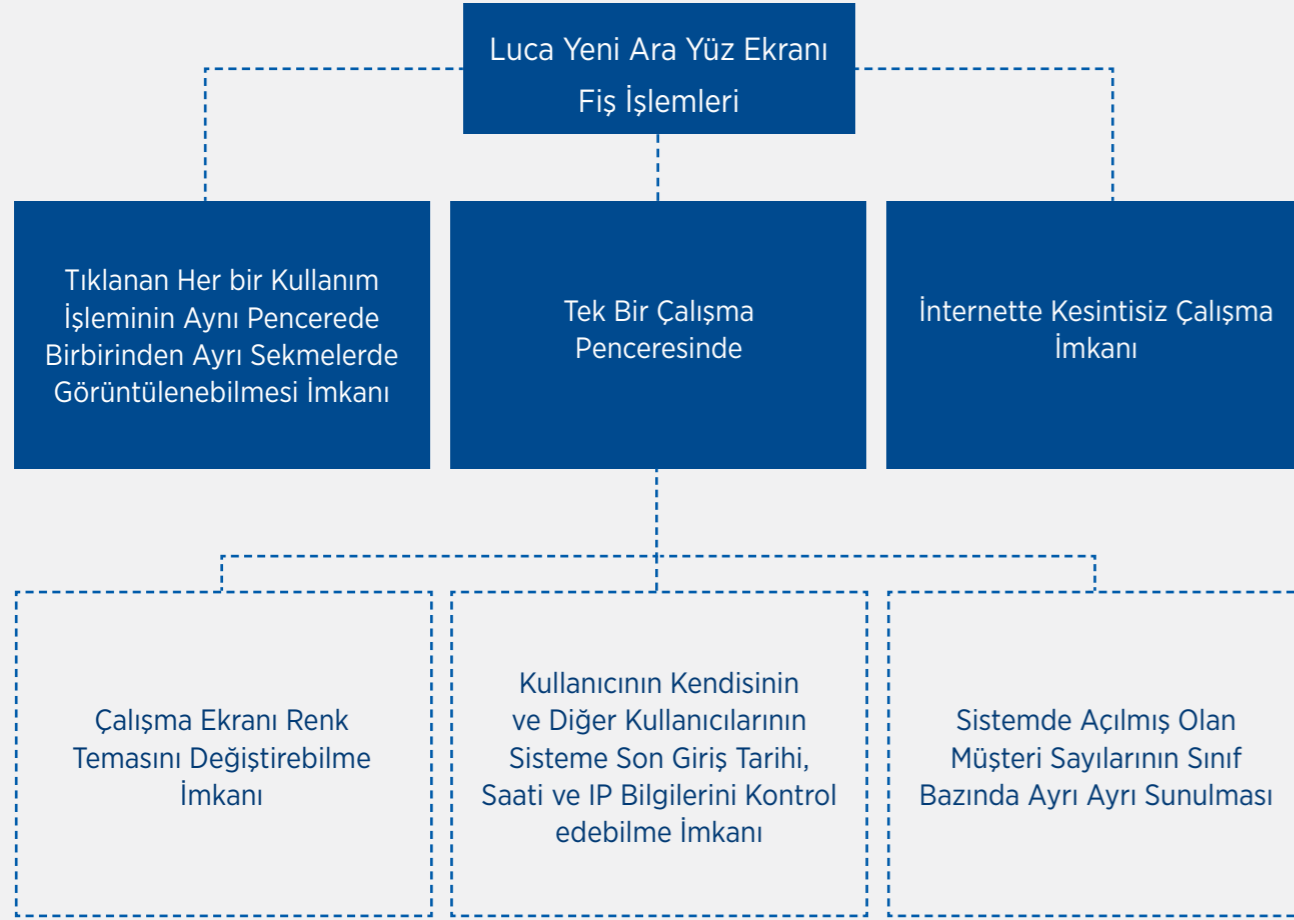 Luca Yeni Ara Yüz Ekranı
Fiş İşlemleri
Tıklanan Her bir Kullanım
İşleminin Aynı Pencerede
Birbirinden Ayrı Sekmelerde
Görüntülenebilmesi İmkanı
Tek Bir Çalışma
Penceresinde
İnternette Kesintisiz Çalışma
İmkanı
Çalışma Ekranı Renk
Temasını Değiştirebilme
İmkanı
Kullanıcının Kendisinin
ve Diğer Kullanıcılarının
Sisteme Son Giriş Tarihi,
Saati ve IP Bilgilerini Kontrol
edebilme İmkanı
Sistemde Açılmış Olan
Müşteri Sayılarının Sınıf
Bazında Ayrı Ayrı Sunulması